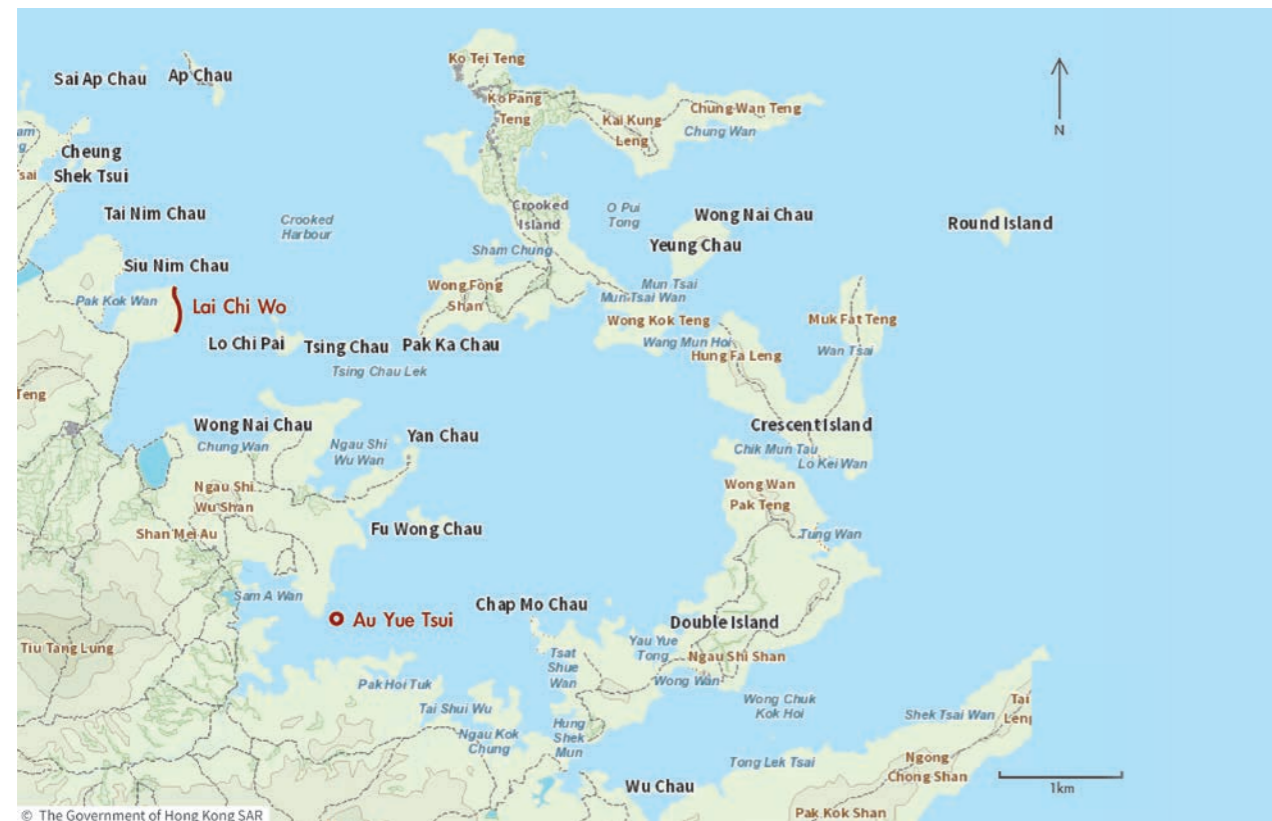 Ko Tei Teng
Sai Ap Chau
Ap Chau
Ko Pang
Teng
Kai Kung
Leng
Chung Wan Teng
Chung Wan
N
Cheung
Shek Tsui
Tai Nim Chau
Crooked
Harbour
Crooked
Island
O Pui
Tong
Wong Nai Chau
Round Island
Yeung Chau
Sham Chung
Siu Nim Chau
Pak Kok Wan
Lai Chi Wo
Wong Fong
Shan
Mun Tsai
Mun Tsai Wan
Wong Kok Teng
Muk Fat Teng
Lo Chi Pai
Tsing Chau
Pak Ka Chau
Wang Mun Hoi
Hung Fa Leng
Wan Tsai
Tsing Chau Lek
Teng
Wong Nai Chau
Chung Wan
Ngau Shi
Wu Wan
Yan Chau
Crescent Island
Chik Mun Tau
Lo Kei Wan
Ngau Shi
Wu Shan
Wong Wan
Pak Teng
Shan Mei Au
Fu Wong Chau
Tung Wan
Sam A Wan
Au Yue Tsui
Chap Mo Chau
Double Island
Tiu Tang Lung
Tsat
Shue
Wan
Yau Yue
Tong
Ngau Shi Shan
Pak Hoi Tuk
Wong Wan
Tai Shui Wu
Wong Chuk
Kok Hoi
Shek Tsai Wan
Tai
Leng
Ngau Kok
Chung
Hung
Shek
Mun
Tong Lek Tsai
Ngong
Chong Shan
Wu Chau
1km
Pak Kok Shan
© The Government of Hong Kong SAR